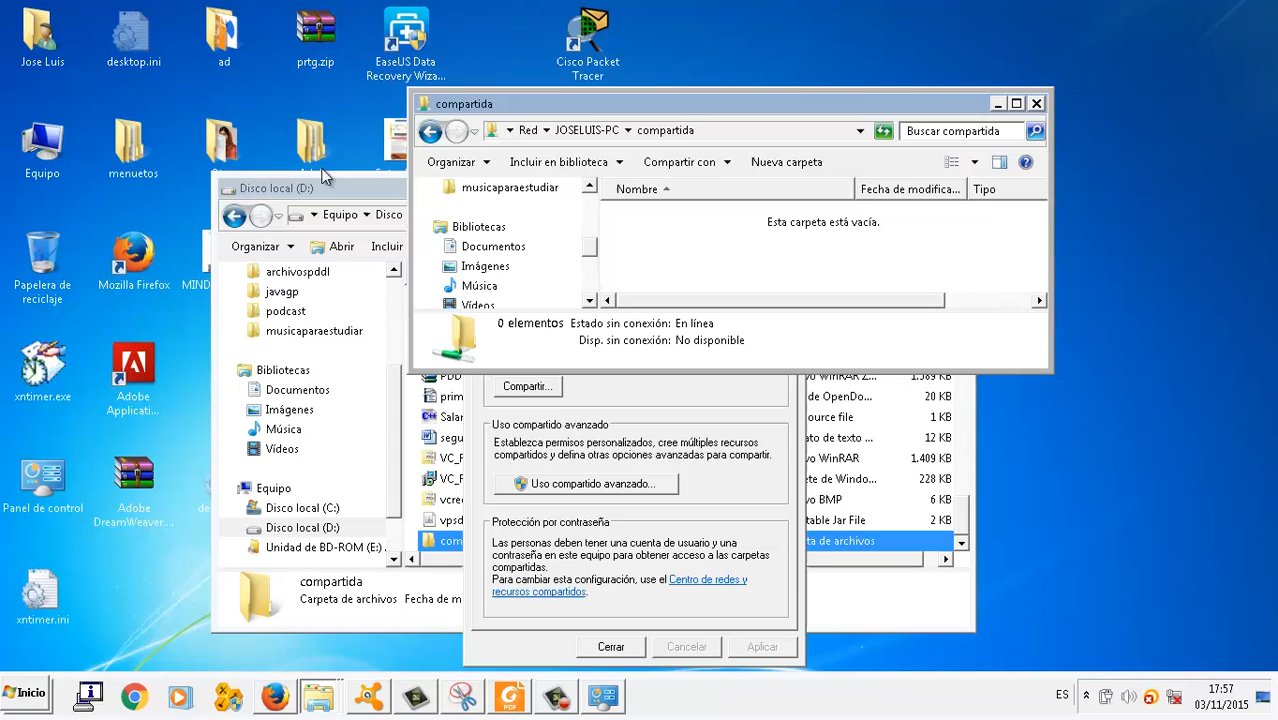 Jose Luis
desktop.ini
ad
prtg.zip
EaseUS Data
Recovery Wiza...
Cisco Packet
Tracer
Equipo
menuetos
Papelera de
reciclaje
Mozilla Firefox
MIND
xntimer.exe
Adobe
Applicati...
Panel de control
Adobe
DreamWeaver...
xntimer.ini
compartida
Red JOSELUIS-PC compartida
Buscar compartida
Organizar Incluir en biblioteca Compartir con Nueva carpeta
musicaparaestudiar
Bibliotecas
Documentos
Imágenes
Música
Vídeos
Nombre Fecha de modifica... Tipo
Esta carpeta está vacía.
0 elementos Estado sin conexión: En línea
Disp. sin conexión: No disponible
Disco local (D:)
Equipo Disco
Organizar Abrir Incluir
archivospddl
javagp
podcast
musicaparaestudiar
Bibliotecas
Documentos
Imágenes
Música
Vídeos
Equipo
Disco local (C:)
Disco local (D:)
Unidad de BD-ROM (E:)
PDD
prim
Salar
segu
VC_F
VC_F
vcre
vpsd
com
ivo WinRAR Z... 1.389 KB
o de OpenDo... 20 KB
ource file 1 KB
ato de texto ... 12 KB
ivo WinRAR 1.409 KB
ete de Windo... 228 KB
ivo BMP 6 KB
table Jar File 2 KB
ta de archivos
compartida
Carpeta de archivos Fecha de m
Compartir...
Uso compartido avanzado
Establezca permisos personalizados, cree múltiples recursos
compartidos y defina otras opciones avanzadas para compartir.
Uso compartido avanzado...
Protección por contraseña
Las personas deben tener una cuenta de usuario y una
contraseña en este equipo para obtener acceso a las carpetas
compartidas.
Para cambiar esta configuración, use el Centro de redes y
recursos compartidos.
Cerrar Cancelar Aplicar
Inicio
PDF
ES
17:57
03/11/2015